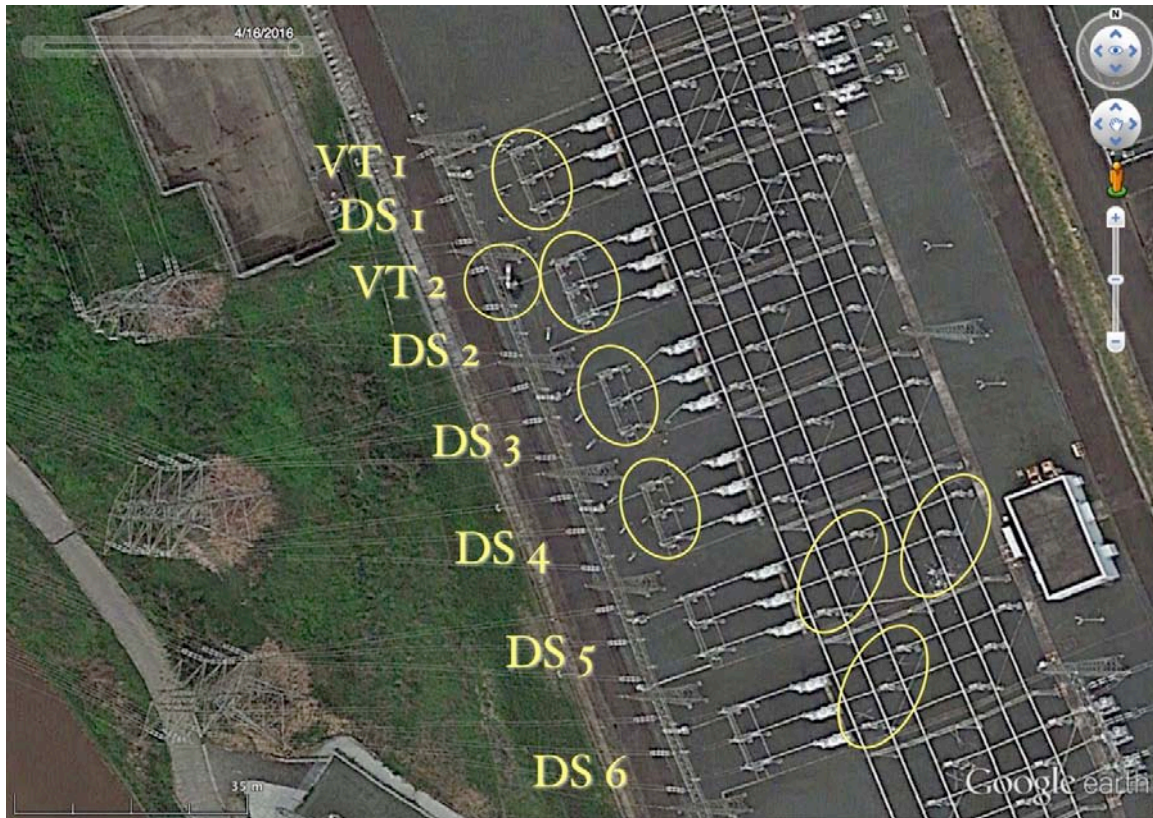 4/16/2016
N
VT 1
DS 1
VT 2
DS 2
DS 3
DS 4
DS 5
DS 6
35 m
Google earth